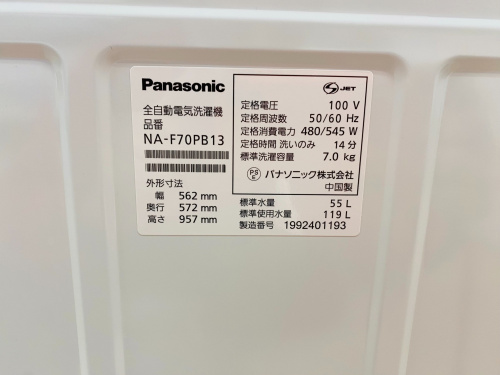 Panasonic
全自動電気洗濯機
品番
NA-F70PB13
外形寸法
幅 562 mm
奥行 572 mm
高さ 957 mm
S JET
定格電圧 100 V
定格周波数 50/60 Hz
定格消費電力 480/545 W
定格時間 洗いのみ 14 分
標準洗濯容量 7.0 kg
PS E パナソニック株式会社
中国製
標準水量 55 L
標準使用水量 119 L
製造番号 1992401193